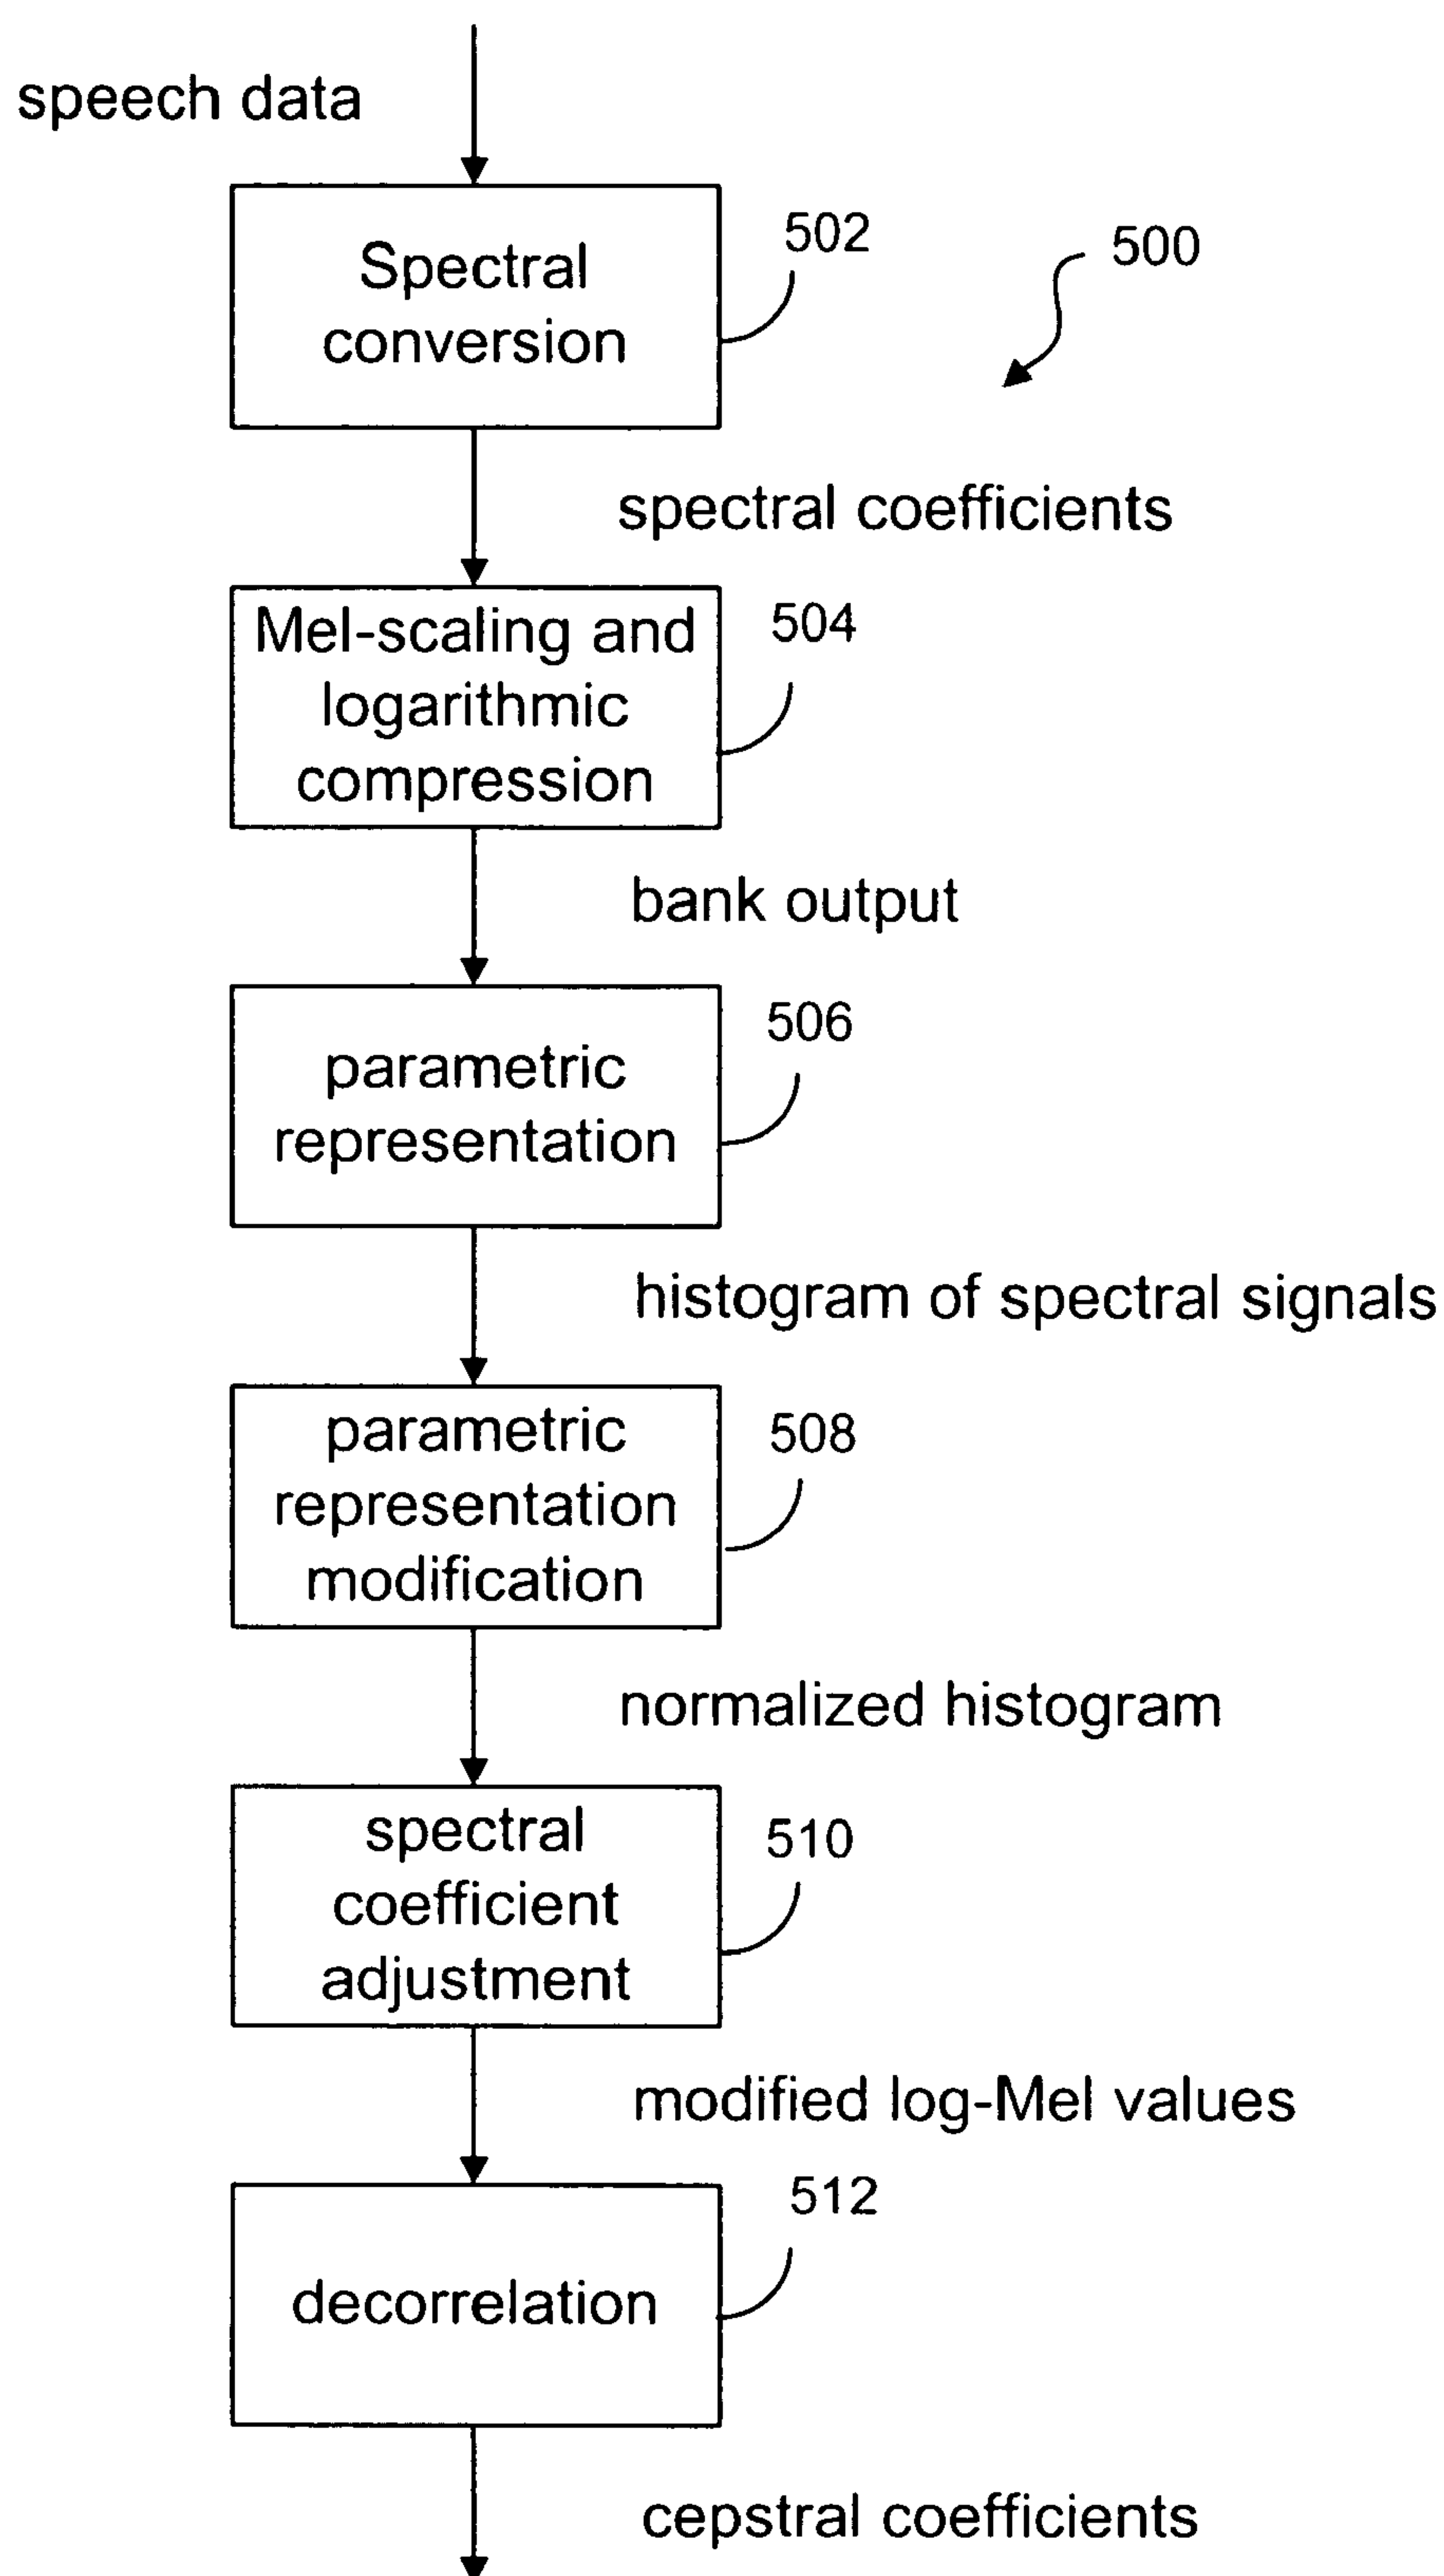 speech data
Spectral
conversion
502
500
spectral coefficients
Mel-scaling and
logarithmic
compression
504
bank output
parametric
representation
506
histogram of spectral signals
parametric
representation
modification
508
normalized histogram
spectral
coefficient
adjustment
510
modified log-Mel values
decorrelation
512
cepstral coefficients